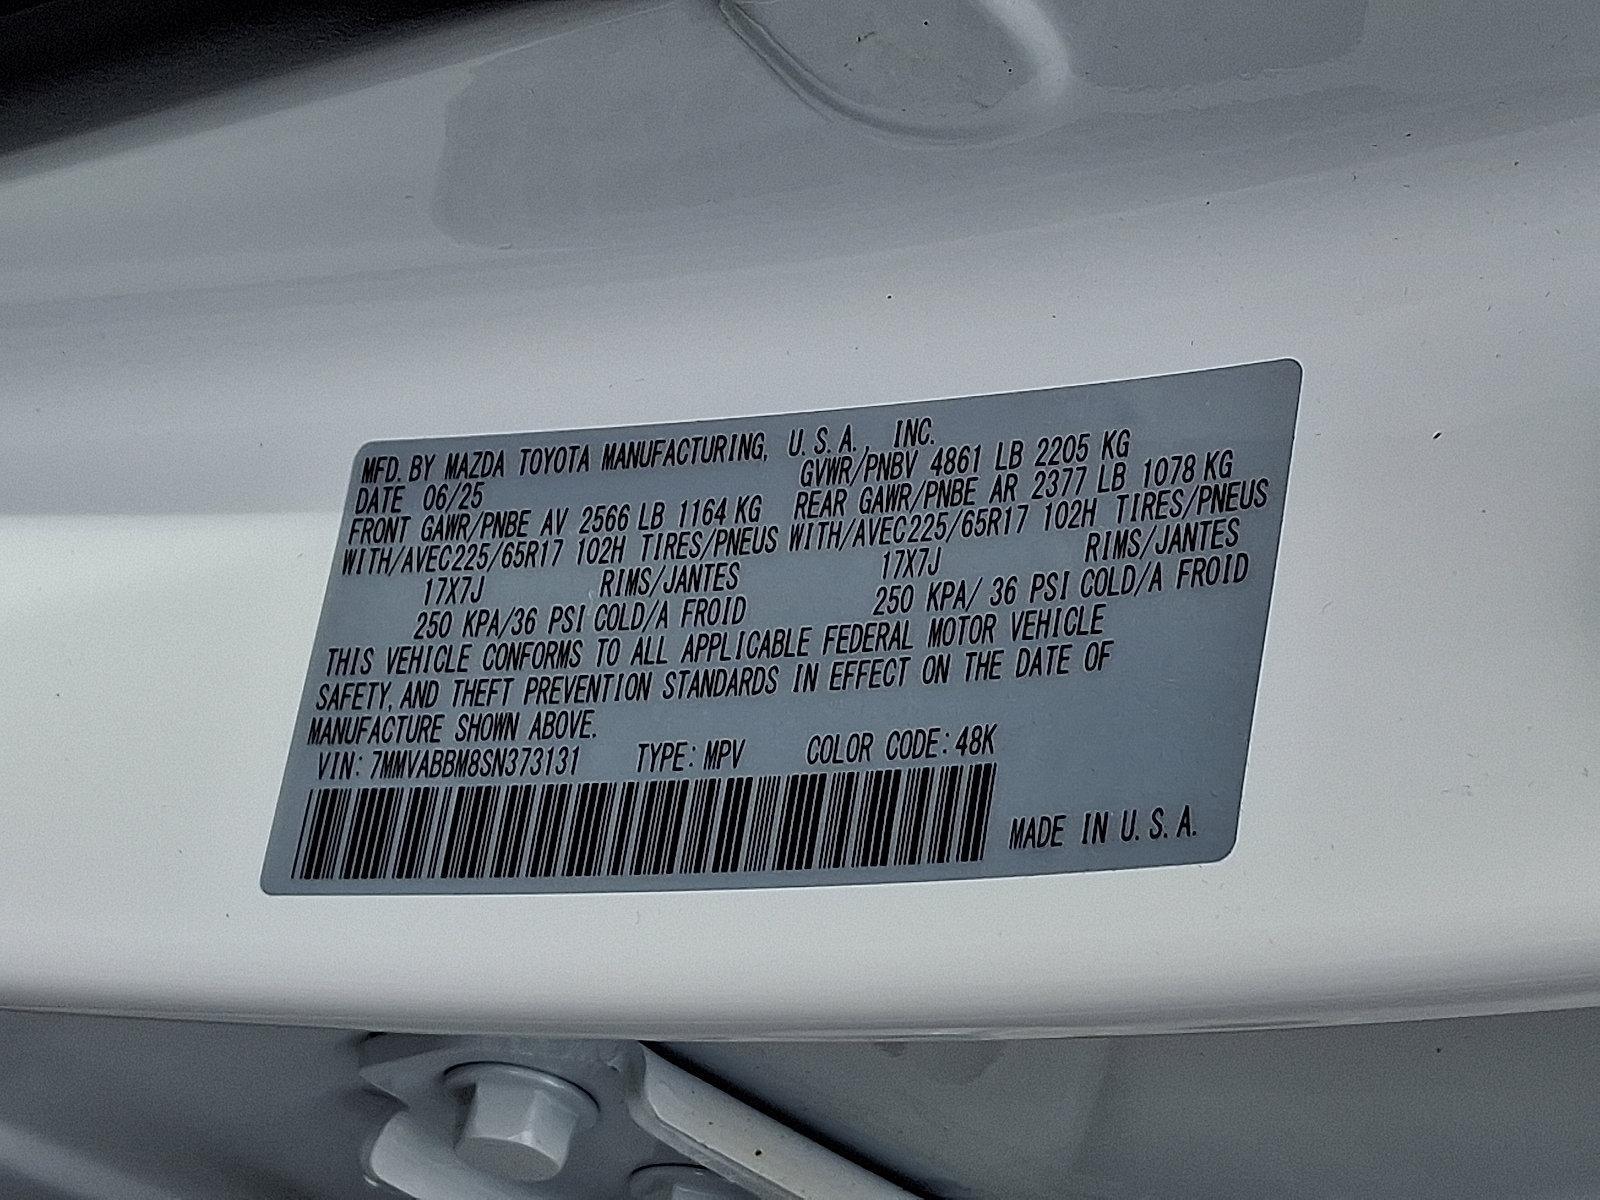 MFD. BY MAZDA TOYOTA MANUFACTURING, U.S.A., INC.
DATE 06/25 GVWR/PNBV 4861 LB 2205 KG
FRONT GAWR/PNBE AV 2566 LB 1164 KG REAR GAWR/PNBE AR 2377 LB 1078 KG
WITH/AVEC225/65R17 102H TIRES/PNEUS WITH/AVEC225/65R17 102H TIRES/PNEUS
17X7J RIMS/JANTES 17X7J RIMS/JANTES
250 KPA/36 PSI COLD/A FROID 250 KPA/ 36 PSI COLD/A FROID
THIS VEHICLE CONFORMS TO ALL APPLICABLE FEDERAL MOTOR VEHICLE
SAFETY, AND THEFT PREVENTION STANDARDS IN EFFECT ON THE DATE OF
MANUFACTURE SHOWN ABOVE.
VIN: 7MMVABBM8SN373131 TYPE: MPV COLOR CODE: 48K
MADE IN U.S.A.